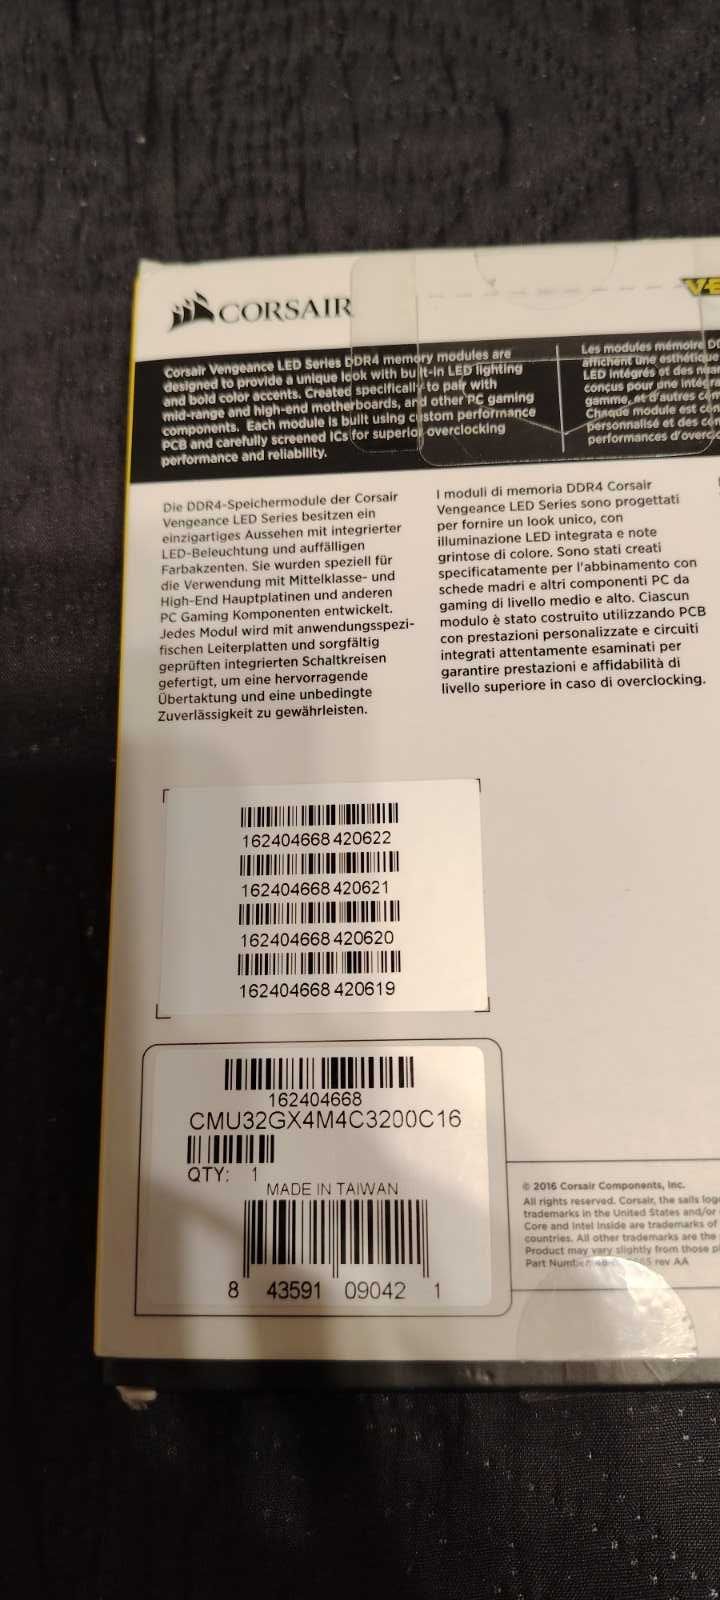 CORSAIR
Corsair Vengeance LED Series DDR4 memory modules are
designed to provide a unique look with built-in LED lighting
and bold color accents. Created specifically to pair with
mid-range and high-end motherboards, and other PC gaming
components. Each module is built using custom performance
PCB and carefully screened ICs for superior overclocking
performance and reliability.
Les modules mémoire
affichent une esthétique
LED intégrés et des
conçus pour une
gamme, et d'autres
Chaque module est
personnalisé et des
performances
Die DDR4-Speichermodule der Corsair
Vengeance LED Series besitzen ein
einzigartiges Aussehen mit integrierter
LED-Beleuchtung und auffälligen
Farbakzenten. Sie wurden speziell für
die Verwendung mit Mittelklasse- und
High-End Hauptplatinen und anderen
PC Gaming Komponenten entwickelt.
Jedes Modul wird mit anwendungsspezi-
fischen Leiterplatten und sorgfältig
geprüften integrierten Schaltkreisen
gefertigt, um eine hervorragende
Übertaktung und eine unbedingte
Zuverlässigkeit zu gewährleisten.
I moduli di memoria DDR4 Corsair
Vengeance LED Series sono progettati
per fornire un look unico, con
illuminazione LED integrata e note
grintose di colore. Sono stati creati
specificatamente per l'abbinamento con
schede madri e altri componenti PC da
gaming di livello medio e alto. Ciascun
modulo è stato costruito utilizzando PCB
con prestazioni personalizzate e circuiti
integrati attentamente esaminati per
garantire prestazioni e affidabilità di
livello superiore in caso di overclocking.
162404668 420622
162404668 420621
162404668 420620
162404668 420619
162404668
CMU32GX4M4C3200C16
QTY: 1
MADE IN TAIWAN
8 43591 09042 1
© 2016 Corsair Components, Inc.
All rights reserved. Corsair, the sails
trademarks in the United States and/or
Core and Intel Inside are trademarks of
countries. All other trademarks are the
Product may vary slightly from those
Part Number: rev AA